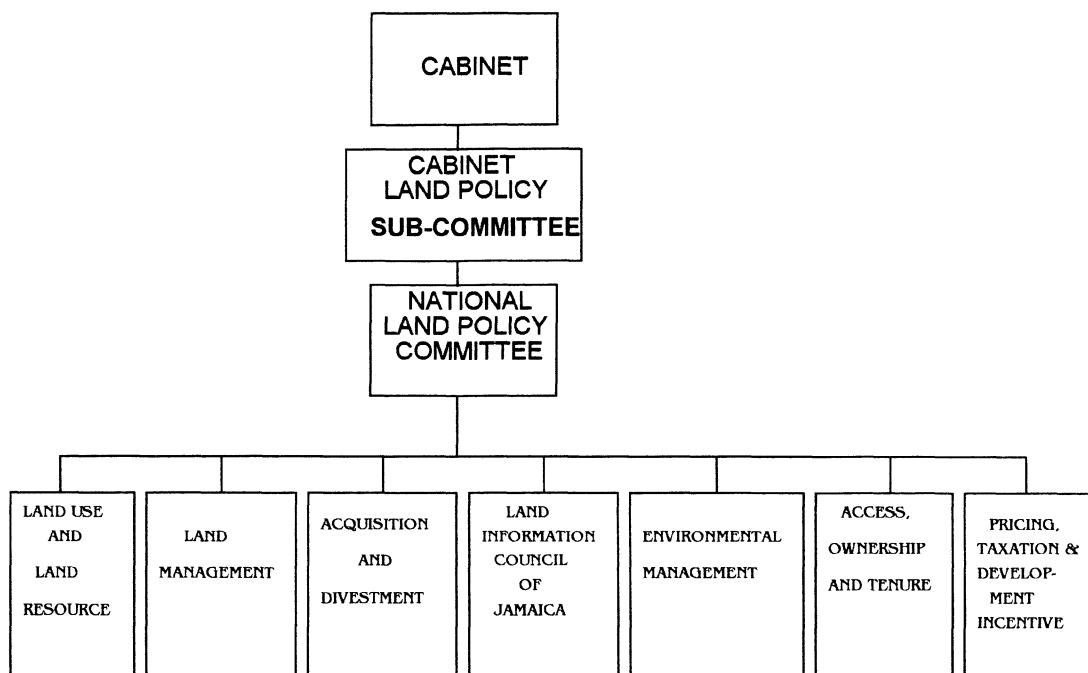 CABINET
CABINET
LAND POLICY
SUB-COMMITTEE
NATIONAL
LAND POLICY
COMMITTEE
LAND USE
AND
LAND
RESOURCE
LAND
MANAGEMENT
ACQUISITION
AND
DIVESTMENT
LAND
INFORMATION
COUNCIL
OF
JAMAICA
ENVIRONMENTAL
MANAGEMENT
ACCESS,
OWNERSHIP
AND TENURE
PRICING,
TAXATION &
DEVELOP-
MENT
INCENTIVE